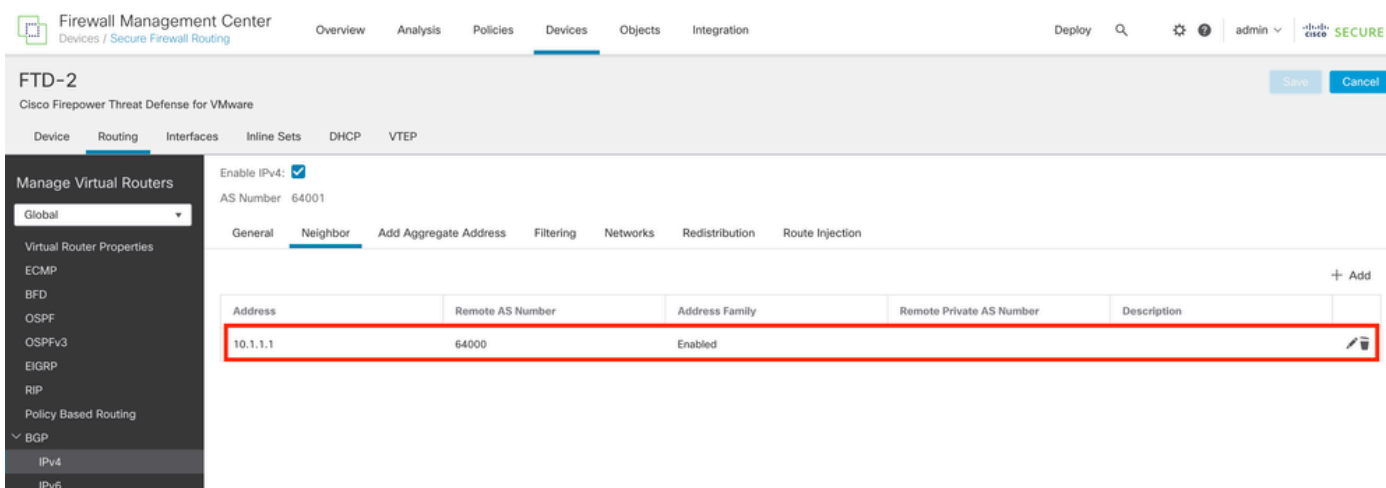 Firewall Management Center
Devices / Secure Firewall Routing
Overview Analysis Policies Devices Objects Integration Deploy admin cisco SECURE
FTD-2
Save Cancel
Cisco Firepower Threat Defense for VMware
Device Routing Interfaces Inline Sets DHCP VTEP
Manage Virtual Routers
Global
Virtual Router Properties
ECMP
BFD
OSPF
OSPFv3
EIGRP
RIP
Policy Based Routing
BGP
IPv4
IPv6
Enable IPv4:
AS Number 64001
General Neighbor Add Aggregate Address Filtering Networks Redistribution Route Injection
+ Add
Address Remote AS Number Address Family Remote Private AS Number Description
10.1.1.1 64000 Enabled